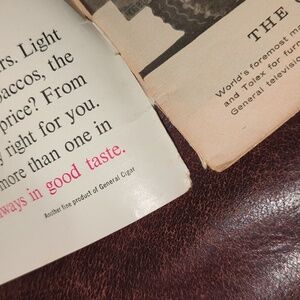 rs. Light
baccos, the
price? From
y right for you.
more than one in
ways in good taste.
Another fine product of General Cigar
THE
World's foremost m
and Tolex for furn
General televisio